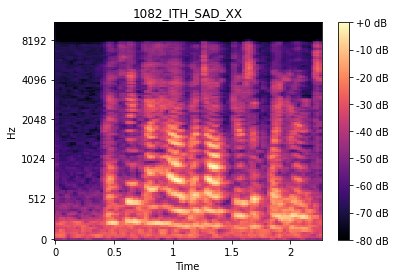 1082_ITH_SAD_XX
+0 dB
8192
-10 dB
-20 dB
4096
-30 dB
2048
-40 dB
Hz
1024
-50 dB
-60 dB
512
-70 dB
0
-80 dB
0 0.5 1 1.5 2
Time